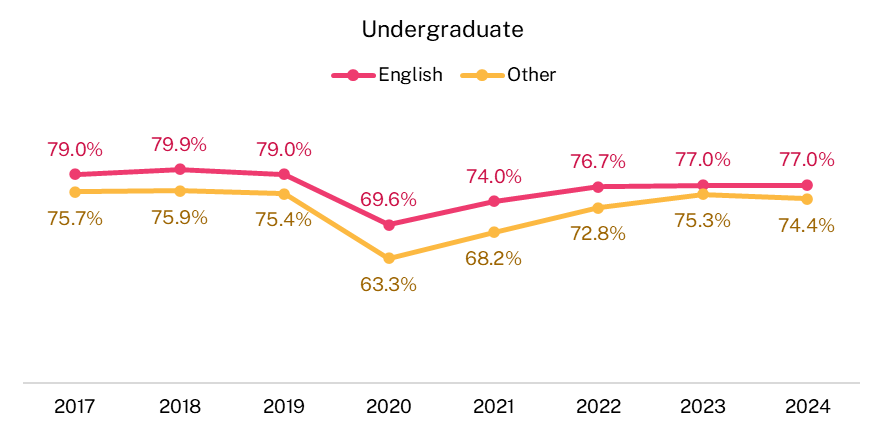 Undergraduate
English Other
79.0% 79.9% 79.0% 69.6% 74.0% 76.7% 77.0% 77.0%
75.7% 75.9% 75.4% 63.3% 68.2% 72.8% 75.3% 74.4%
2017 2018 2019 2020 2021 2022 2023 2024